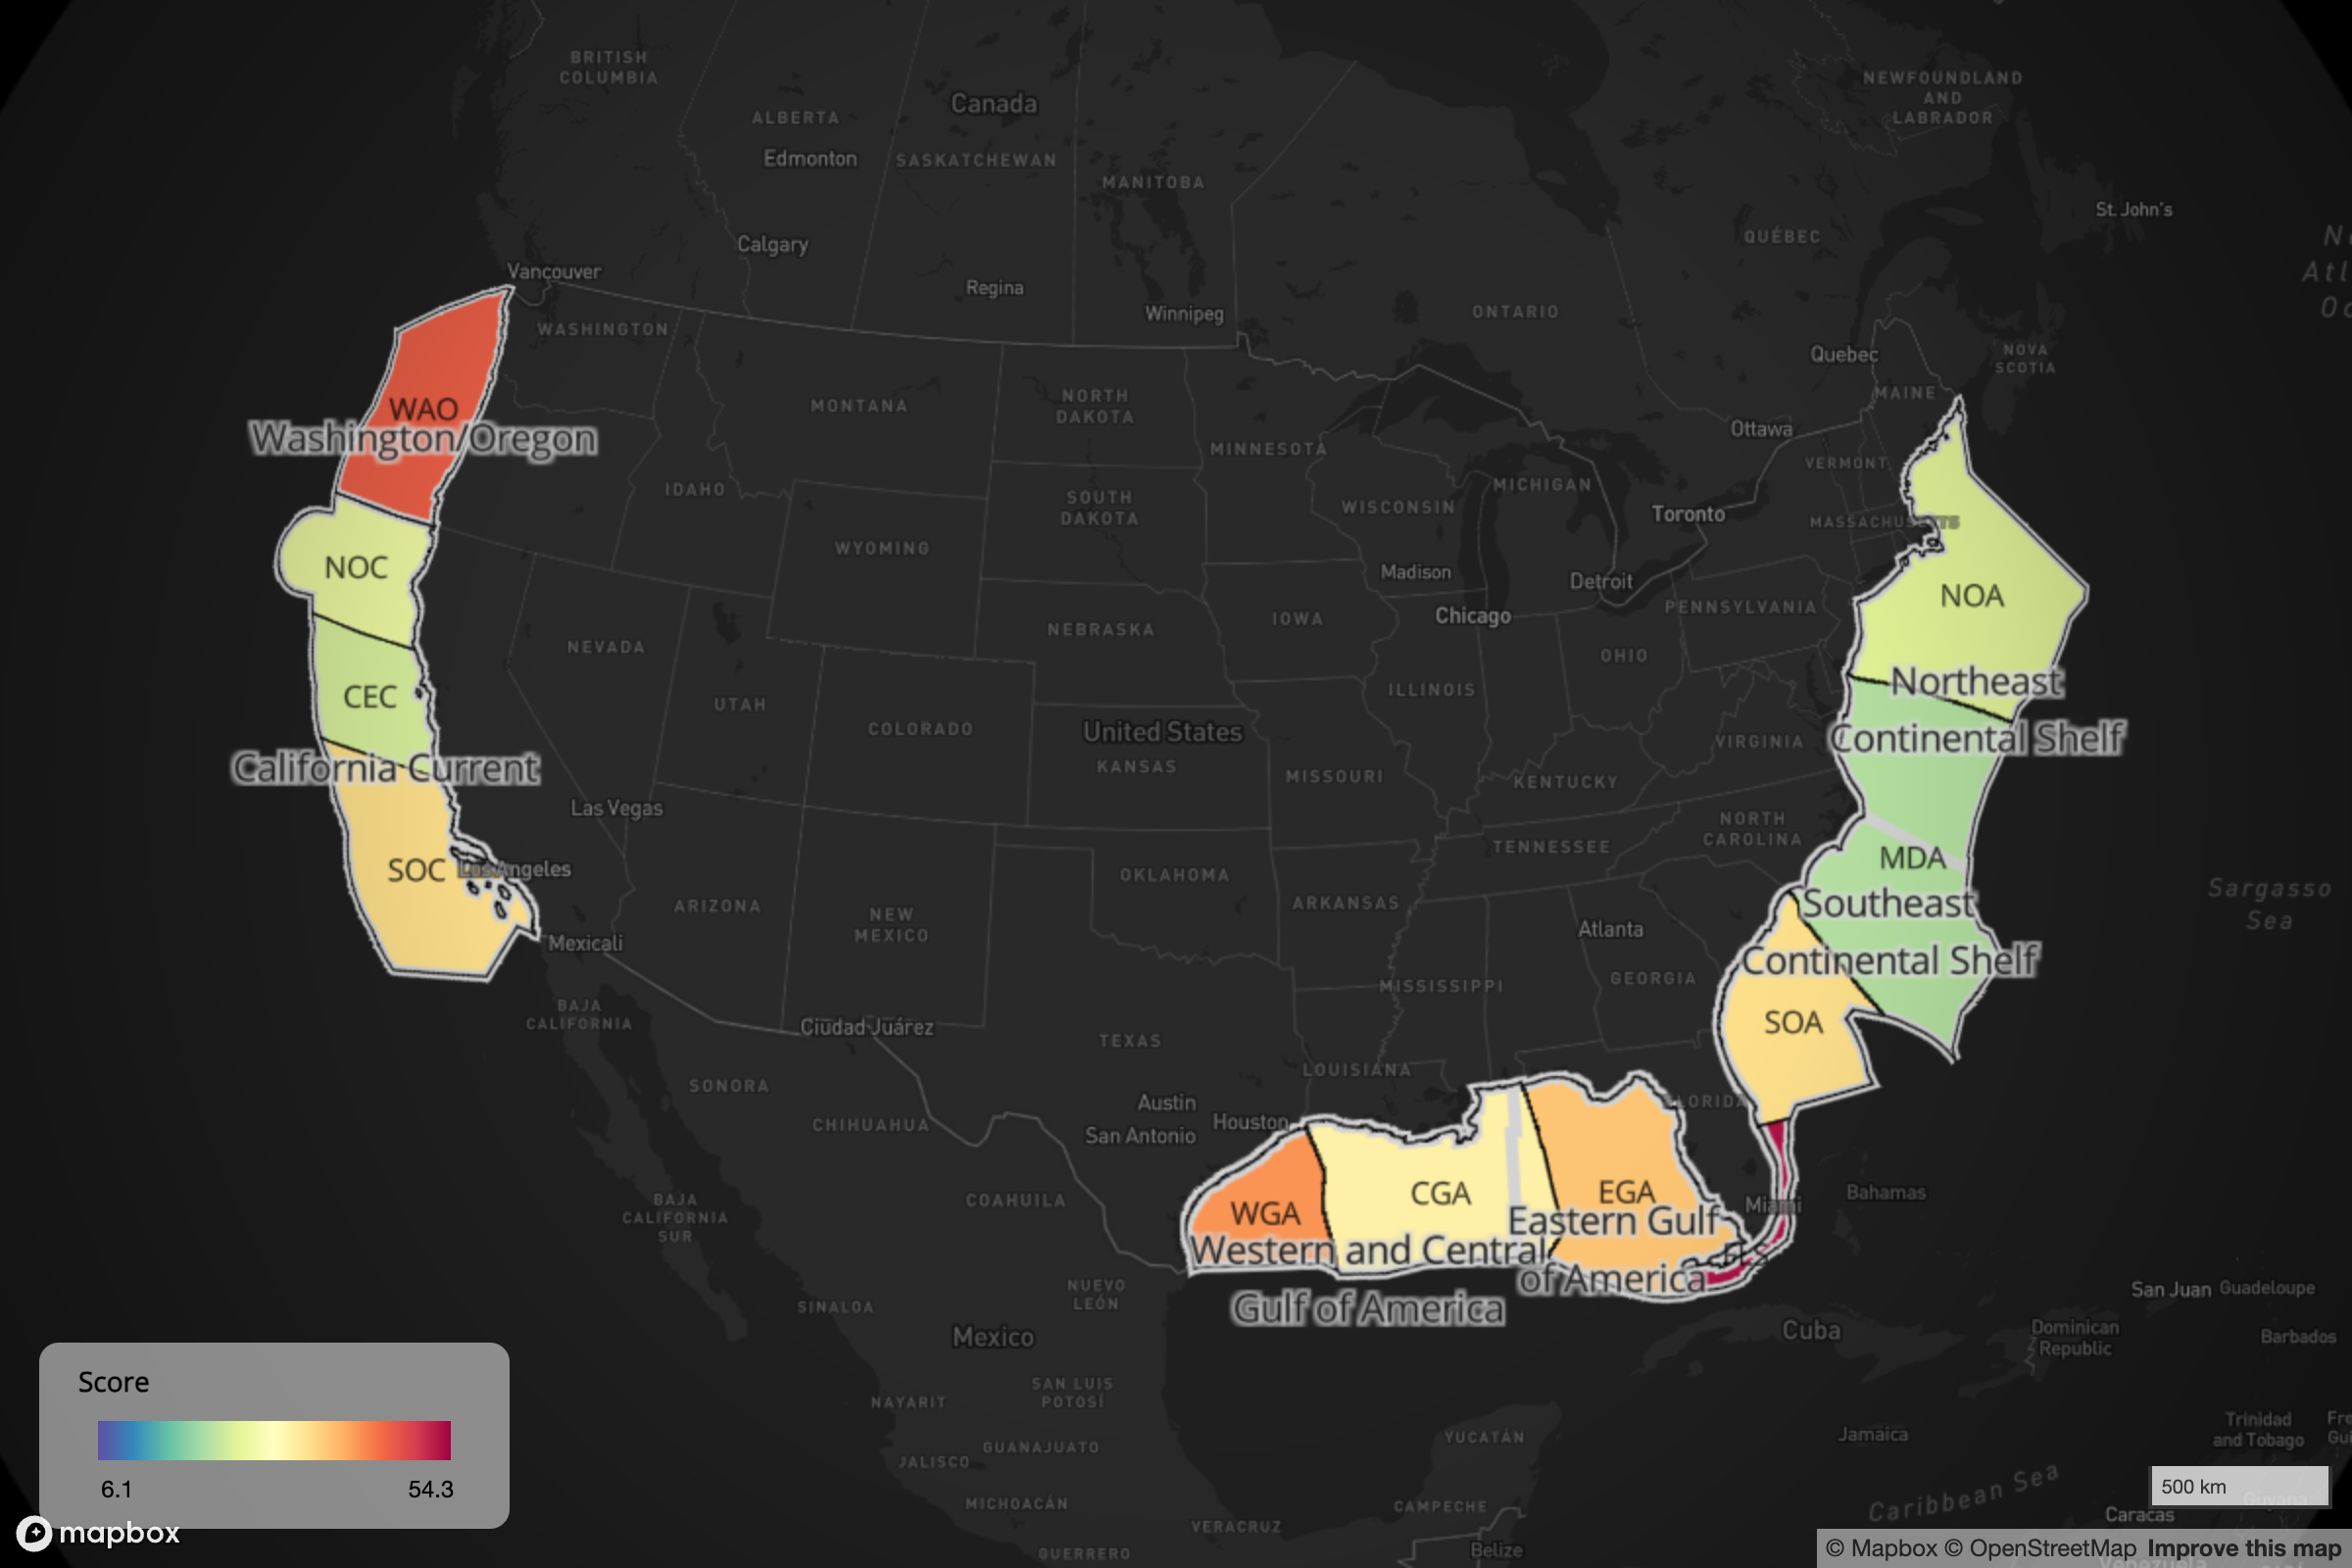 BRITISH
COLUMBIA
Canada
ALBERTA
Edmonton
SASKATCHEWAN
MANITOBA
NEWFOUNDLAND
AND
LABRADOR
St. John's
QUÉBEC
Calgary
Vancouver
Regina
Winnipeg
ONTARIO
WASHINGTON
Quebec
NOVA
SCOTIA
MAINE
MONTANA
NORTH
DAKOTA
WAO
Washington/Oregon
MINNESOTA
Ottawa
VERMONT
IDAHO
SOUTH
DAKOTA
MICHIGAN
WISCONSIN
Toronto
MASSACHUSETTS
WYOMING
NOC
Madison
Detroit
Chicago
NOA
PENNSYLVANIA
IOWA
NEBRASKA
NEVADA
OHIO
CEC
UTAH
ILLINOIS
Northeast
Continental Shelf
COLORADO
United States
KANSAS
VIRGINIA
MISSOURI
KENTUCKY
California Current
Las Vegas
NORTH
CAROLINA
TENNESSEE
MDA
SOC
Los Angeles
OKLAHOMA
Sargasso
Sea
ARIZONA
NEW
MEXICO
ARKANSAS
Southeast
Continental Shelf
Atlanta
Mexicali
GEORGIA
MISSISSIPPI
BAJA
CALIFORNIA
Ciudad Juárez
SOA
TEXAS
LOUISIANA
SONORA
Austin
FLORIDA
CHIHUAHUA
Houston
San Antonio
BAJA
CALIFORNIA
SUR
COAHUILA
WGA
CGA
EGA
Miami
Bahamas
Eastern Gulf
of America
Western and Central
Gulf of America
FLS
NUEVO
LEÓN
SINALOA
San Juan
Guadeloupe
Mexico
Cuba
Dominican
Republic
Barbados
NAYARIT
SAN LUIS
POTOSÍ
Score
6.1
54.3
JALISCO
GUANAJUATO
YUCATÁN
Jamaica
Trinidad
and Tobago
MICHOACÁN
CAMPECHE
Caribbean Sea
500 km
Caracas
VERACRUZ
GUERRERO
Belize
mapbox
© Mapbox © OpenStreetMap Improve this map